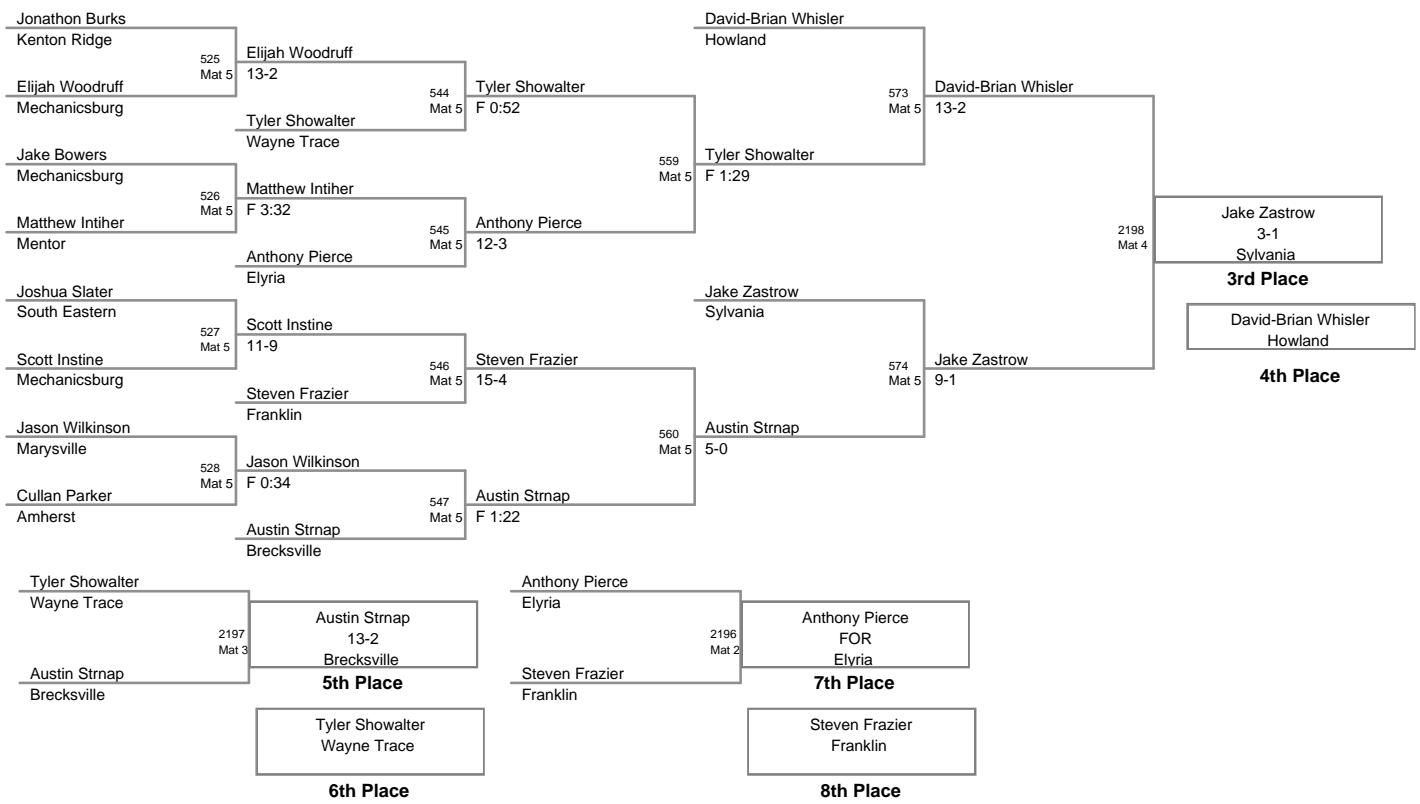 Jonathon Burks
Kenton Ridge
525
Mat 5
Elijah Woodruff
Mechanicsburg
Elijah Woodruff
13-2
544
Mat 5
Tyler Showalter
Wayne Trace
Tyler Showalter
F 0:52
Jake Bowers
Mechanicsburg
526
Mat 5
Matthew Intiher
Mentor
Matthew Intiher
F 3:32
545
Mat 5
Anthony Pierce
Elyria
Anthony Pierce
12-3
559
Mat 5
David-Brian Whisler
Howland
Tyler Showalter
F 1:29
573
Mat 5
David-Brian Whisler
13-2
Joshua Slater
South Eastern
527
Mat 5
Scott Instine
Mechanicsburg
Scott Instine
11-9
546
Mat 5
Steven Frazier
Franklin
Steven Frazier
15-4
Jason Wilkinson
Marysville
528
Mat 5
Cullan Parker
Amherst
Jason Wilkinson
F 0:34
547
Mat 5
Austin Strnap
Brecksville
Austin Strnap
F 1:22
560
Mat 5
Jake Zastrow
Sylvania
Austin Strnap
5-0
574
Mat 5
Jake Zastrow
9-1
2198
Mat 4
Jake Zastrow
3-1
Sylvania
3rd Place
David-Brian Whisler
Howland
4th Place
Tyler Showalter
Wayne Trace
2197
Mat 3
Austin Strnap
Brecksville
Austin Strnap
13-2
Brecksville
5th Place
Tyler Showalter
Wayne Trace
6th Place
Anthony Pierce
Elyria
2196
Mat 2
Steven Frazier
Franklin
Anthony Pierce
FOR
Elyria
7th Place
Steven Frazier
Franklin
8th Place